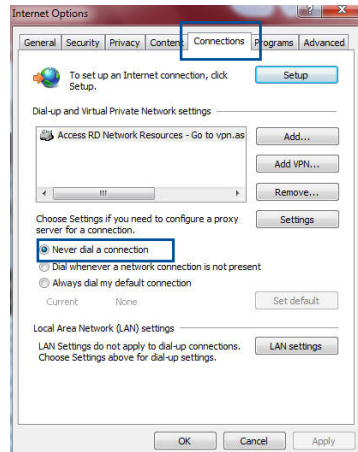 Internet Options
General Security Privacy Content Connections Programs Advanced
To set up an Internet connection, click
Setup.
Setup
Dial-up and Virtual Private Network settings
Access RD Network Resources - Go to vpn.as
Add...
Add VPN...
Remove...
Choose Settings if you need to configure a proxy
server for a connection.
Settings
Never dial a connection
Dial whenever a network connection is not present
Always dial my default connection
Current None
Set default
Local Area Network (LAN) settings
LAN Settings do not apply to dial-up connections.
Choose Settings above for dial-up settings.
LAN settings
OK Cancel Apply